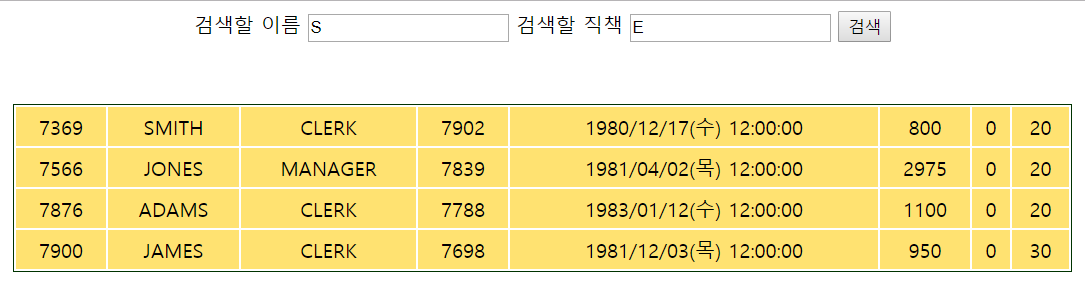 검색할 이름 S 검색할 직책 E 검색
7369 SMITH CLERK 7902 1980/12/17(수) 12:00:00 800 0 20
7566 JONES MANAGER 7839 1981/04/02(목) 12:00:00 2975 0 20
7876 ADAMS CLERK 7788 1983/01/12(수) 12:00:00 1100 0 20
7900 JAMES CLERK 7698 1981/12/03(목) 12:00:00 950 0 30